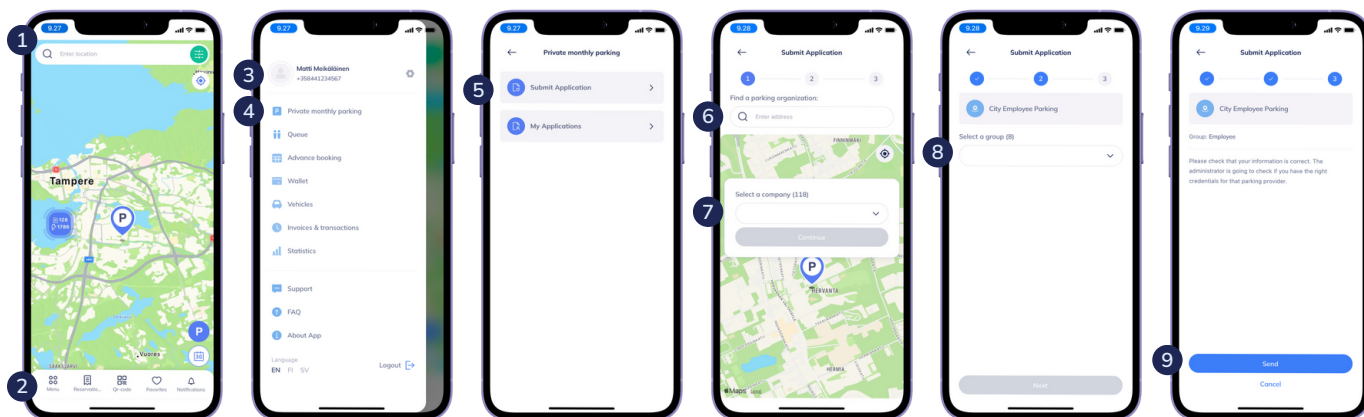 1
9.27
Enter location
Tampere
128
1786
P
Vuores
P
2
Menu
Reservatio...
Qr-code
Favorites
Notifications
9.27
3
Matti Meikäläinen
+358441234567
4
P
Private monthly parking
Queue
Advance booking
Wallet
Vehicles
Invoices & transactions
Statistics
Support
FAQ
About App
Language
EN FI SV
Logout
9.27
Private monthly parking
5
Submit Application
My Applications
9.28
Submit Application
1 2 3
Find a parking organization:
6
Enter address
Select a company (118)
7
Continue
P
HERVANTA
Maps
Legal
9.28
Submit Application
2 3
City Employee Parking
Select a group (8)
8
Next
9.29
Submit Application
3
City Employee Parking
Group: Employee
Please check that your information is correct. The
administrator is going to check if you have the right
credentials for that parking provider.
9
Send
Cancel